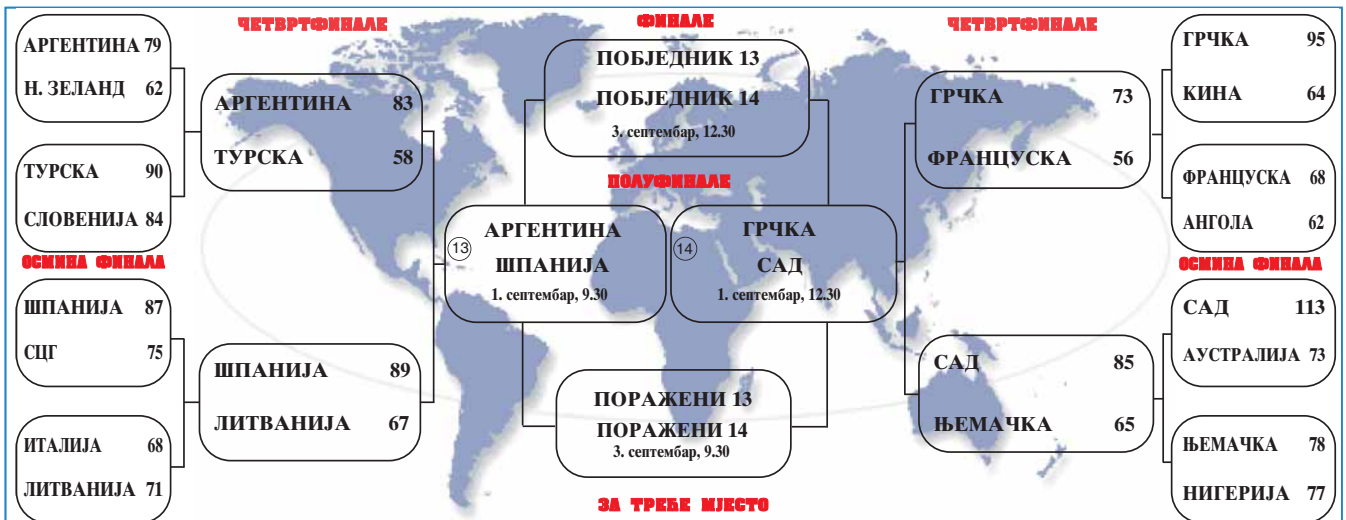 ЧЕТВРТФИНАЛЕ
ФИНАЛЕ
ЧЕТВРТФИНАЛЕ
АРГЕНТИНА 79
Н. ЗЕЛАНД 62
ТУРСКА 90
СЛОВЕНИЈА 84
ОСМИНА ФИНАЛА
ШПАНИЈА 87
СЦГ 75
ИТАЛИЈА 68
ЛИТВАНИЈА 71
АРГЕНТИНА 83
ТУРСКА 58
ШПАНИЈА 89
ЛИТВАНИЈА 67
ПОБЈЕДНИК 13
ПОБЈЕДНИК 14
3. септембар, 12.30
ПОЛУФИНАЛЕ
13
АРГЕНТИНА
ШПАНИЈА
1. септембар, 9.30
14
ГРЧКА
САД
1. септембар, 12.30
ПОРАЖЕНИ 13
ПОРАЖЕНИ 14
3. септембар, 9.30
ЗА ТРЕЋЕ МЈЕСТО
ГРЧКА 73
ФРАНЦУСКА 56
САД 85
ЊЕМАЧКА 65
ГРЧКА 95
КИНА 64
ФРАНЦУСКА 68
АНГОЛА 62
ОСМИНА ФИНАЛА
САД 113
АУСТРАЛИЈА 73
ЊЕМАЧКА 78
НИГЕРИЈА 77